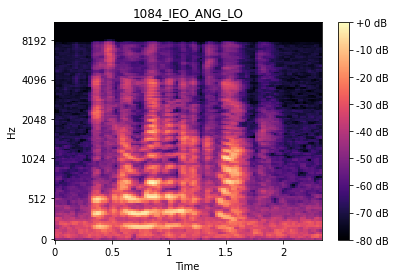 1084_IEO_ANG_LO
8192
4096
2048
1024
512
0
Hz
0
0.5
1
1.5
2
Time
+0 dB
-10 dB
-20 dB
-30 dB
-40 dB
-50 dB
-60 dB
-70 dB
-80 dB